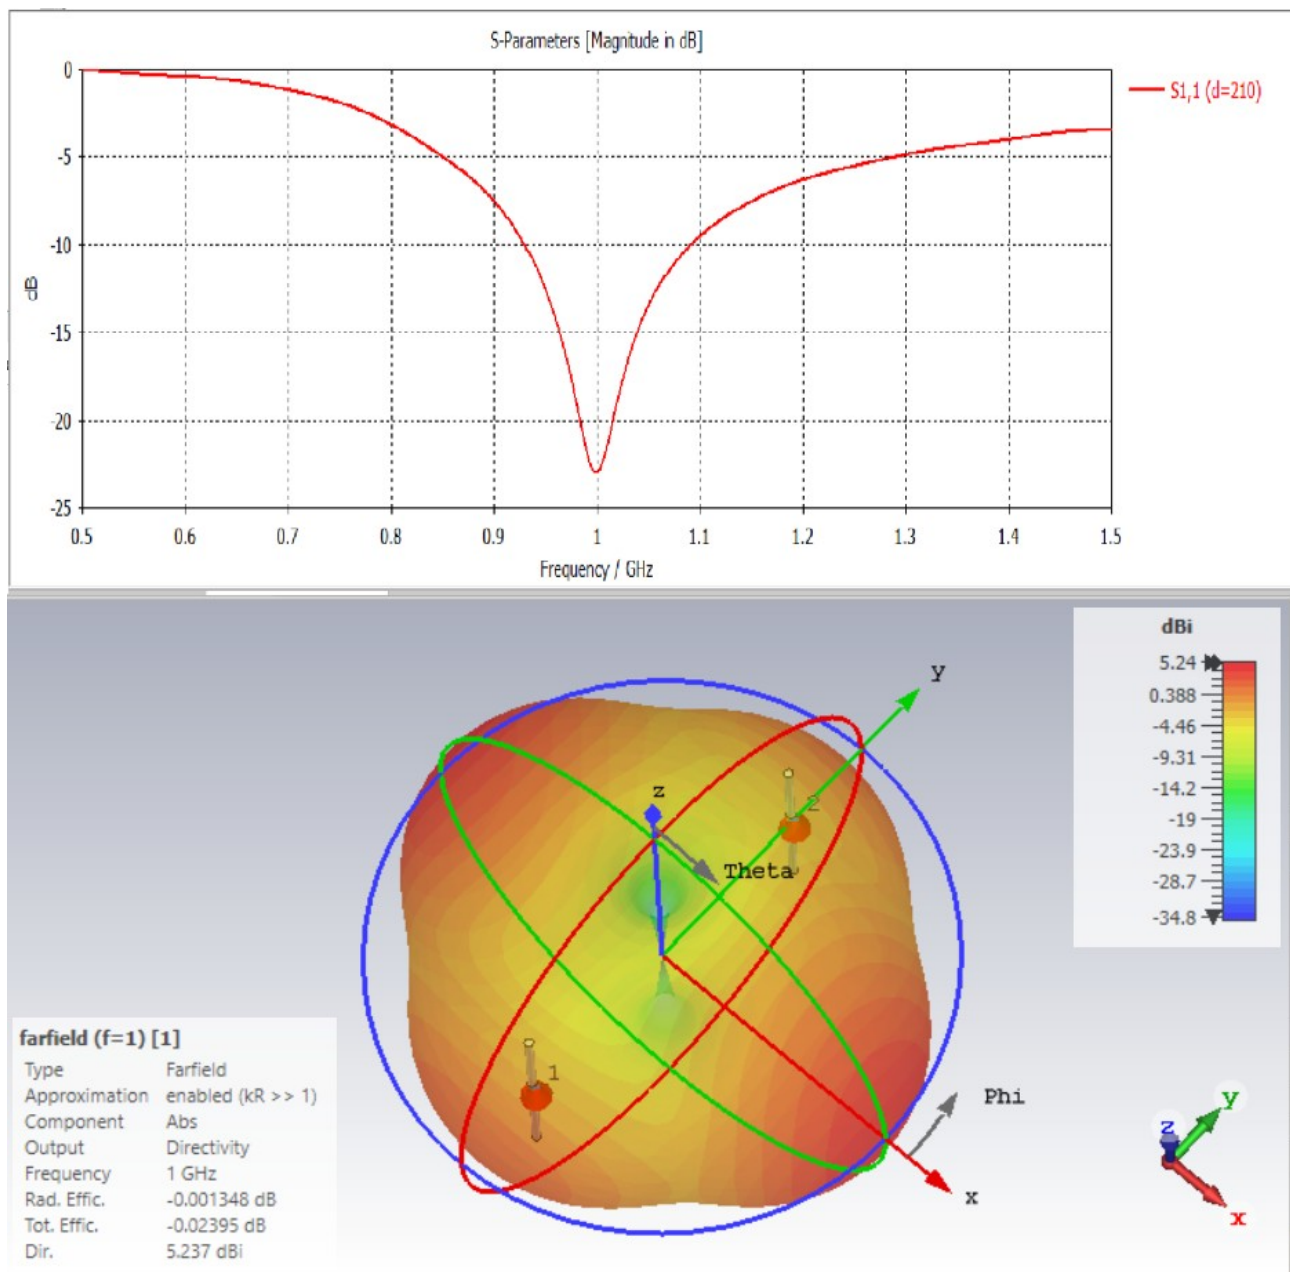 S-Parameters [Magnitude in dB]
0
-5
-10
-15
-20
-25
dB
S1,1 (d=210)
0.5 0.6 0.7 0.8 0.9 1 1.1 1.2 1.3 1.4 1.5
Frequency / GHz
dBi
5.24
0.388
-4.46
-9.31
-14.2
-19
-23.9
-28.7
-34.8
y
z
2
Theta
1
Phi
x
farfield (f=1) [1]
Type Farfield
Approximation enabled (kR >> 1)
Component Abs
Output Directivity
Frequency 1 GHz
Rad. Effic. -0.001348 dB
Tot. Effic. -0.02395 dB
Dir. 5.237 dBi
y
z
x